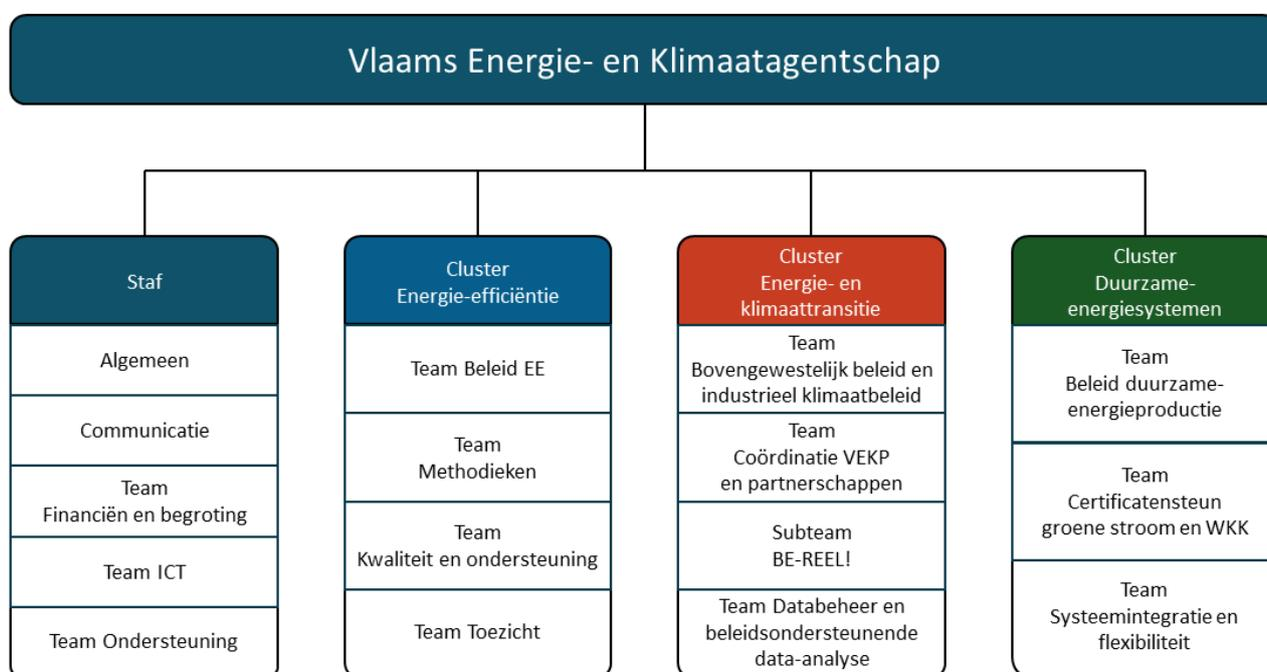 Vlaams Energie- en Klimaatagentschap
Staf
Algemeen
Communicatie
Team
Financiën en begroting
Team ICT
Team Ondersteuning
Cluster
Energie-efficiëntie
Team Beleid EE
Team
Methodieken
Team
Kwaliteit en ondersteuning
Team Toezicht
Cluster
Energie- en
klimaattransitie
Team
Bovengewestelijk beleid en
industrieel klimaatbeleid
Team
Coördinatie VEKP
en partnerschappen
Subteam
BE-REEL!
Team Databeheer en
beleidsondersteunende
data-analyse
Cluster
Duurzame-
energiesystemen
Team
Beleid duurzame-
energieproductie
Team
Certificatensteun
groene stroom en WKK
Team
Systeemintegratie en
flexibiliteit